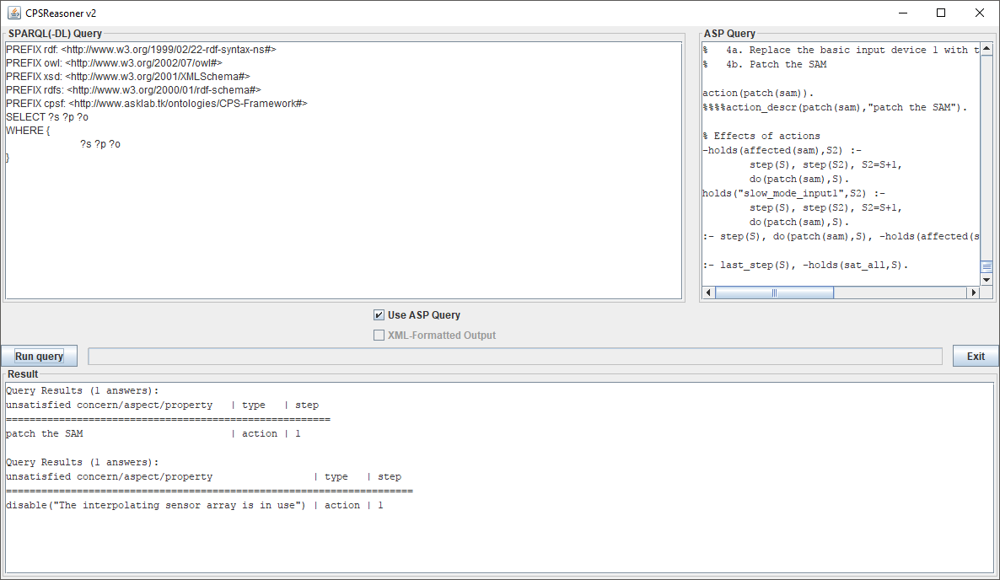 CPSReasoner v2
SPARQL(-DL) Query
PREFIX rdf: <http://www.w3.org/1999/02/22-rdf-syntax-ns#>
PREFIX owl: <http://www.w3.org/2002/07/owl#>
PREFIX xsd: <http://www.w3.org/2001/XMLSchema#>
PREFIX rdfs: <http://www.w3.org/2000/01/rdf-schema#>
PREFIX cpsf: <http://www.asklab.tk/ontologies/CPS-Framework#>
SELECT ?s ?p ?o
WHERE {
?s ?p ?o
}
ASP Query
% 4a. Replace the basic input device 1 with t
% 4b. Patch the SAM
action(patch(sam)).
%%%%action_descr(patch(sam),"patch the SAM").
% Effects of actions
-holds(affected(sam),S2) :-
step(S), step(S2), S2=S+1,
do(patch(sam),S).
holds("slow_mode_input1",S2) :-
step(S), step(S2), S2=S+1,
do(patch(sam),S).
:- step(S), do(patch(sam),S), -holds(affected(s
:- last_step(S), -holds(sat_all,S).
Use ASP Query
XML-Formatted Output
Run query
Exit
Result
Query Results (1 answers):
unsatisfied concern/aspect/property | type | step
=======================================================
patch the SAM | action | 1
Query Results (1 answers):
unsatisfied concern/aspect/property | type | step
=====================================================================
disable("The interpolating sensor array is in use") | action | 1